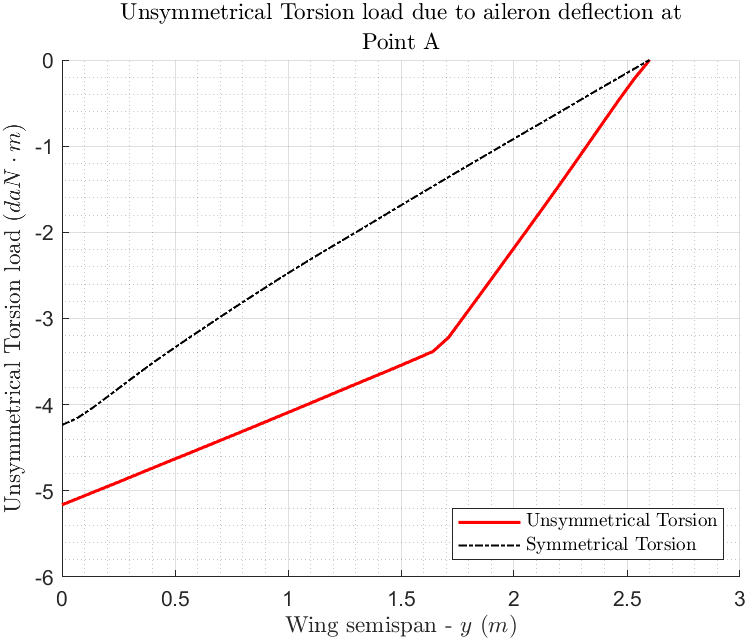 Unsymmetrical Torsion load due to aileron deflection at
Point A
Unsymmetrical Torsion load (daN · m)
0
-1
-2
-3
-4
-5
-6
0 0.5 1 1.5 2 2.5 3
Wing semispan - y (m)
Unsymmetrical Torsion
Symmetrical Torsion